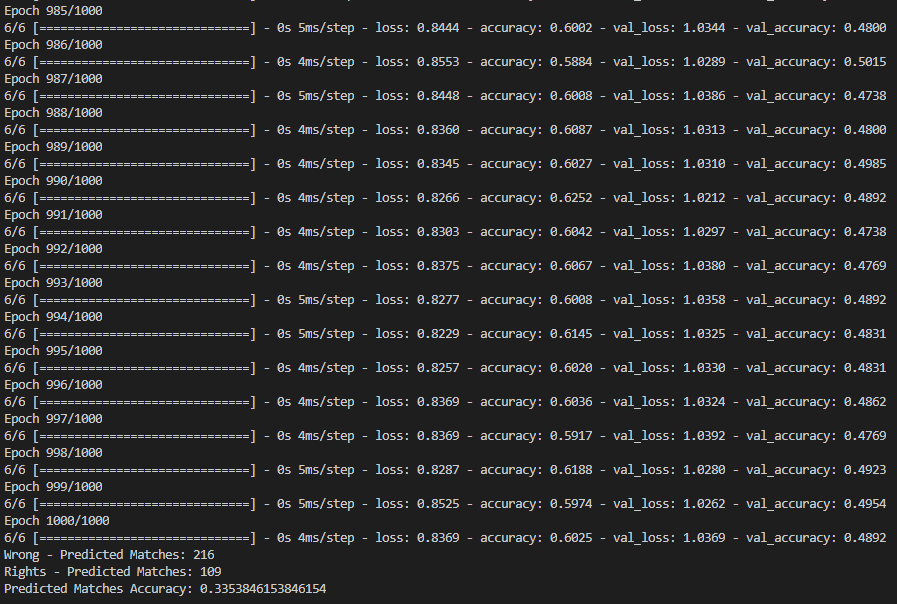 Epoch 985/1000
6/6 [==============================] - 0s 5ms/step - loss: 0.8444 - accuracy: 0.6002 - val_loss: 1.0344 - val_accuracy: 0.4800
Epoch 986/1000
6/6 [==============================] - 0s 4ms/step - loss: 0.8553 - accuracy: 0.5884 - val_loss: 1.0289 - val_accuracy: 0.5015
Epoch 987/1000
6/6 [==============================] - 0s 5ms/step - loss: 0.8448 - accuracy: 0.6008 - val_loss: 1.0386 - val_accuracy: 0.4738
Epoch 988/1000
6/6 [==============================] - 0s 4ms/step - loss: 0.8360 - accuracy: 0.6087 - val_loss: 1.0313 - val_accuracy: 0.4800
Epoch 989/1000
6/6 [==============================] - 0s 4ms/step - loss: 0.8345 - accuracy: 0.6027 - val_loss: 1.0310 - val_accuracy: 0.4985
Epoch 990/1000
6/6 [==============================] - 0s 4ms/step - loss: 0.8266 - accuracy: 0.6252 - val_loss: 1.0212 - val_accuracy: 0.4892
Epoch 991/1000
6/6 [==============================] - 0s 4ms/step - loss: 0.8303 - accuracy: 0.6042 - val_loss: 1.0297 - val_accuracy: 0.4738
Epoch 992/1000
6/6 [==============================] - 0s 4ms/step - loss: 0.8375 - accuracy: 0.6067 - val_loss: 1.0380 - val_accuracy: 0.4769
Epoch 993/1000
6/6 [==============================] - 0s 5ms/step - loss: 0.8277 - accuracy: 0.6008 - val_loss: 1.0358 - val_accuracy: 0.4892
Epoch 994/1000
6/6 [==============================] - 0s 5ms/step - loss: 0.8229 - accuracy: 0.6145 - val_loss: 1.0325 - val_accuracy: 0.4831
Epoch 995/1000
6/6 [==============================] - 0s 4ms/step - loss: 0.8257 - accuracy: 0.6020 - val_loss: 1.0330 - val_accuracy: 0.4831
Epoch 996/1000
6/6 [==============================] - 0s 4ms/step - loss: 0.8369 - accuracy: 0.6036 - val_loss: 1.0324 - val_accuracy: 0.4862
Epoch 997/1000
6/6 [==============================] - 0s 4ms/step - loss: 0.8369 - accuracy: 0.5917 - val_loss: 1.0392 - val_accuracy: 0.4769
Epoch 998/1000
6/6 [==============================] - 0s 5ms/step - loss: 0.8287 - accuracy: 0.6188 - val_loss: 1.0280 - val_accuracy: 0.4923
Epoch 999/1000
6/6 [==============================] - 0s 5ms/step - loss: 0.8525 - accuracy: 0.5974 - val_loss: 1.0262 - val_accuracy: 0.4954
Epoch 1000/1000
6/6 [==============================] - 0s 4ms/step - loss: 0.8369 - accuracy: 0.6025 - val_loss: 1.0369 - val_accuracy: 0.4892
Wrong - Predicted Matches: 216
Rights - Predicted Matches: 109
Predicted Matches Accuracy: 0.3353846153846154